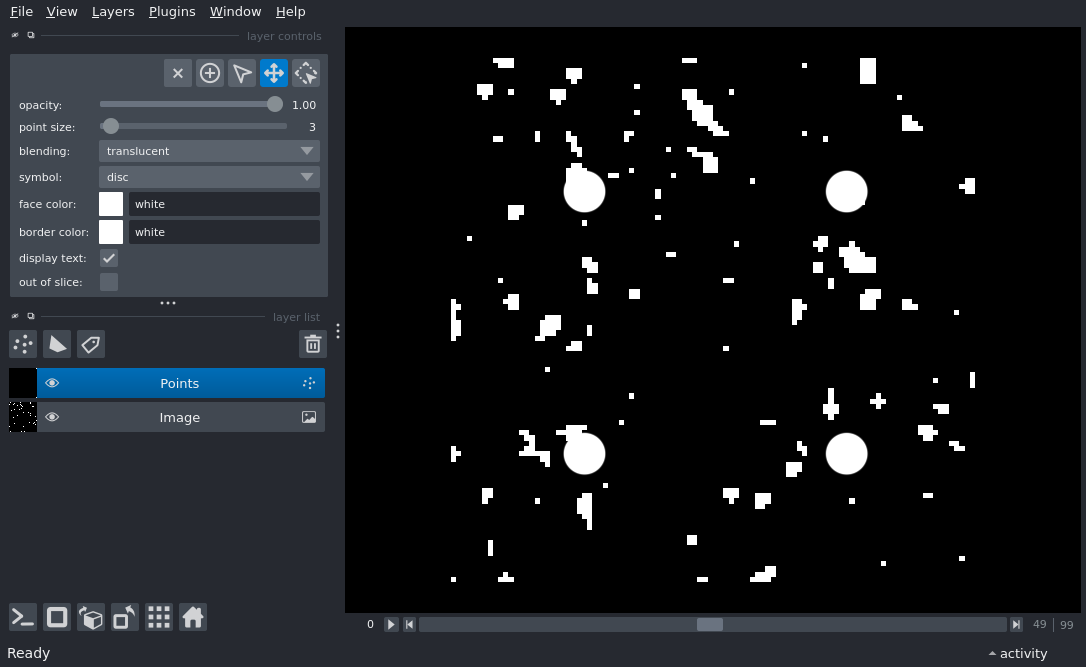 File View Layers Plugins Window Help
layer controls
opacity: 1.00
point size: 3
blending: translucent
symbol: disc
face color: white
border color: white
display text:
out of slice:
layer list
Points
Image
0 49 | 99
Ready activity